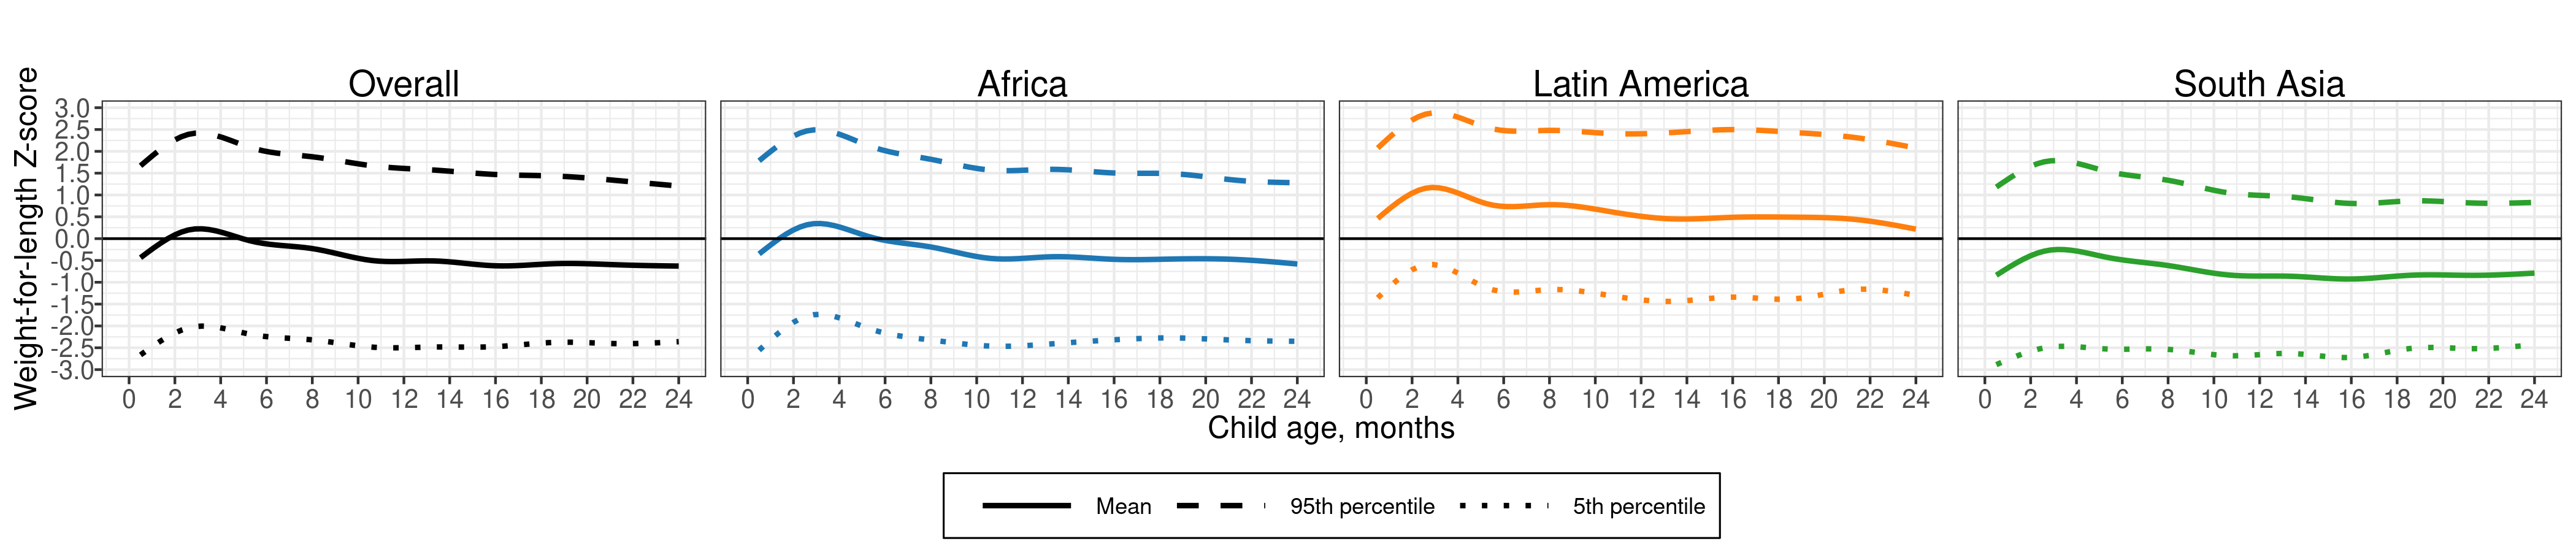 Overall Africa Latin America South Asia
Weight-for-length Z-score
3.0
2.5
2.0
1.5
1.0
0.5
0.0
-0.5
-1.0
-1.5
-2.0
-2.5
-3.0
0 2 4 6 8 10 12 14 16 18 20 22 24 0 2 4 6 8 10 12 14 16 18 20 22 24 0 2 4 6 8 10 12 14 16 18 20 22 24 0 2 4 6 8 10 12 14 16 18 20 22 24
Child age, months
Mean 95th percentile 5th percentile